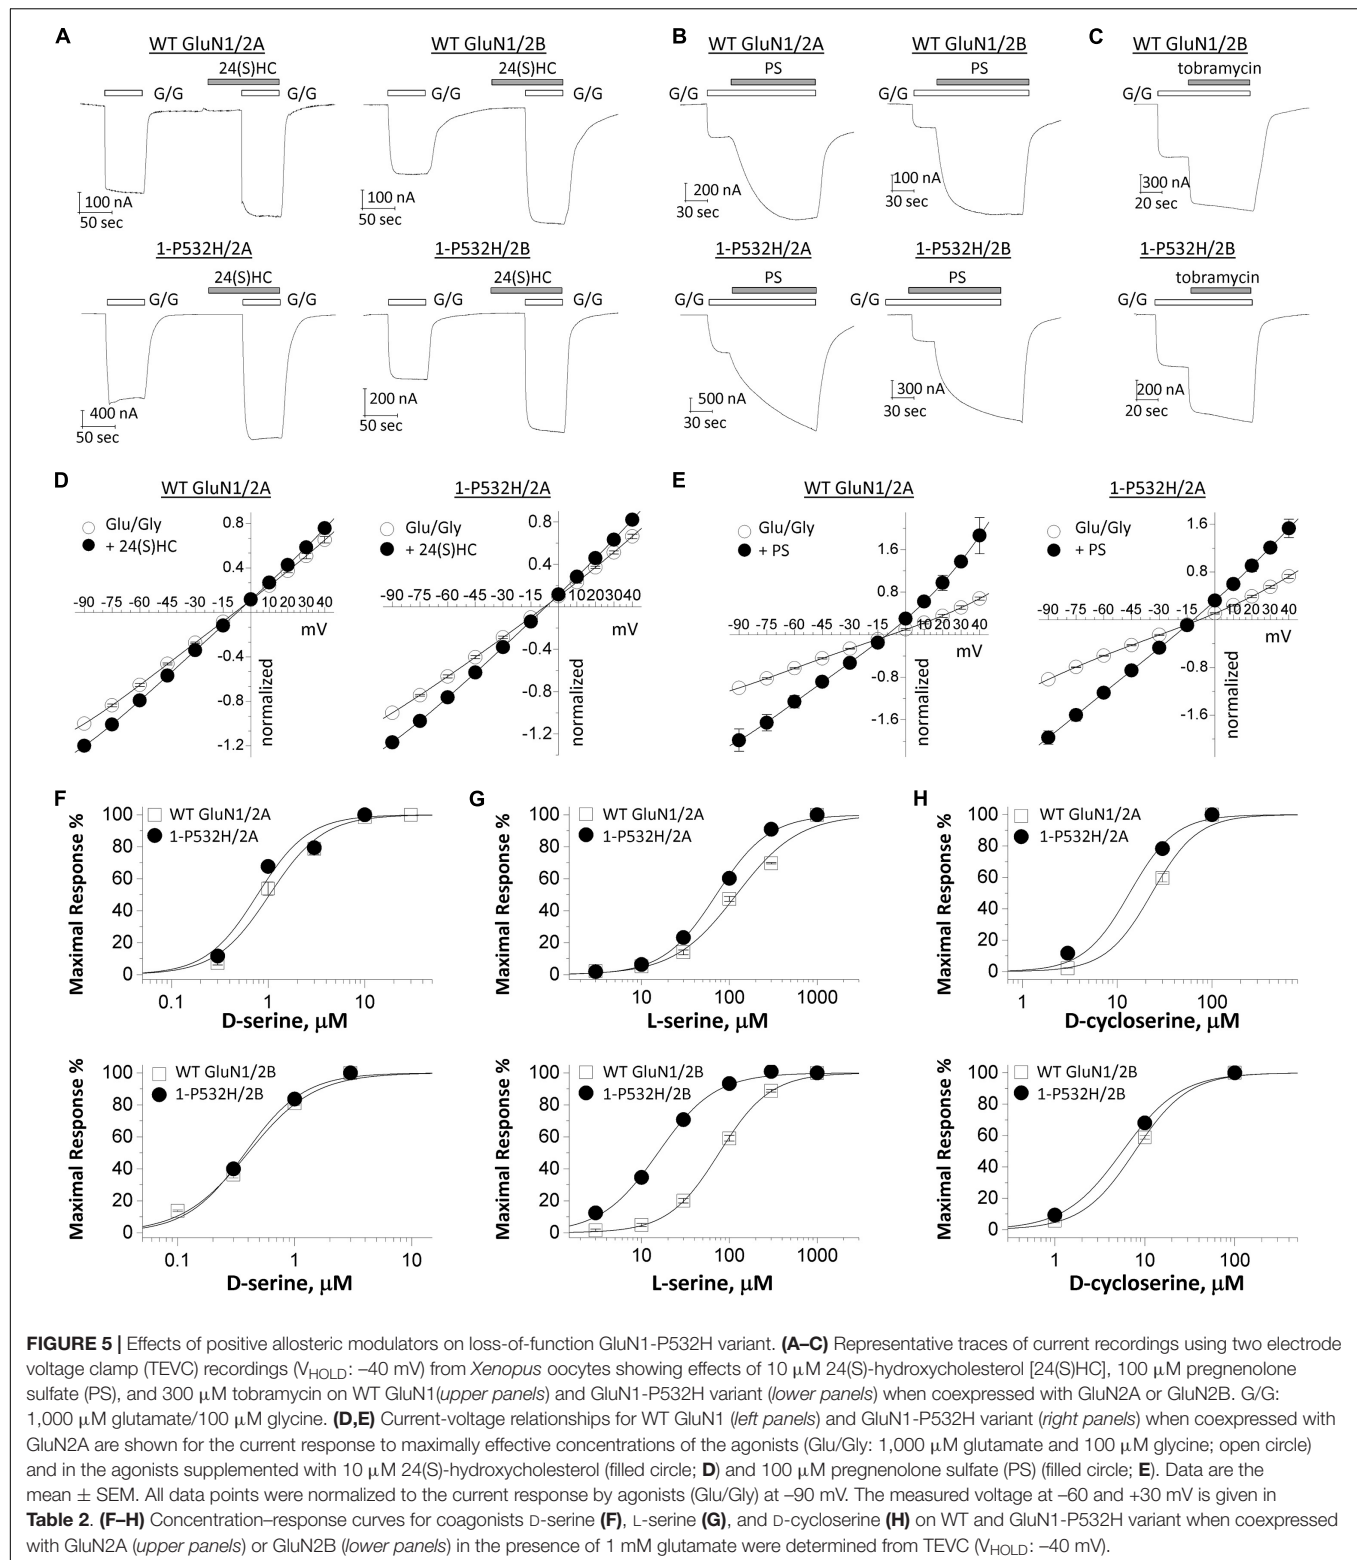 A
WT GluN1/2A
WT GluN1/2B
24(S)HC
24(S)HC
G/G
G/G
G/G
G/G
100 nA
50 sec
100 nA
50 sec
1-P532H/2A
1-P532H/2B
24(S)HC
24(S)HC
G/G
G/G
G/G
G/G
400 nA
50 sec
200 nA
50 sec
B
WT GluN1/2A
WT GluN1/2B
PS
PS
G/G
G/G
200 nA
30 sec
100 nA
30 sec
1-P532H/2A
1-P532H/2B
PS
PS
G/G
G/G
500 nA
30 sec
300 nA
30 sec
C
WT GluN1/2B
tobramycin
G/G
300 nA
20 sec
1-P532H/2B
tobramycin
G/G
200 nA
20 sec
D
WT GluN1/2A
Glu/Gly
+ 24(S)HC
0.8
0.4
-90 -75 -60 -45 -30 -15 10 20 30 40
mV
-0.4
-0.8
-1.2
normalized
1-P532H/2A
Glu/Gly
+ 24(S)HC
0.8
0.4
-90 -75 -60 -45 -30 -15 10 20 30 40
mV
-0.4
-0.8
-1.2
normalized
E
WT GluN1/2A
Glu/Gly
+ PS
1.6
0.8
-90 -75 -60 -45 -30 -15 10 20 30 40
mV
-0.8
-1.6
normalized
1-P532H/2A
Glu/Gly
+ PS
1.6
0.8
-90 -75 -60 -45 -30 -15 10 20 30 40
mV
-0.8
-1.6
normalized
F
Maximal Response %
100
80
60
40
20
0
WT GluN1/2A
1-P532H/2A
0.1 1 10
D-serine, μM
Maximal Response %
100
80
60
40
20
0
WT GluN1/2B
1-P532H/2B
0.1 1 10
D-serine, μM
G
Maximal Response %
100
80
60
40
20
0
WT GluN1/2A
1-P532H/2A
10 100 1000
L-serine, μM
Maximal Response %
100
80
60
40
20
0
WT GluN1/2B
1-P532H/2B
10 100 1000
L-serine, μM
H
Maximal Response %
100
80
60
40
20
0
WT GluN1/2A
1-P532H/2A
1 10 100
D-cycloserine, μM
Maximal Response %
100
80
60
40
20
0
WT GluN1/2B
1-P532H/2B
1 10 100
D-cycloserine, μM
FIGURE 5 | Effects of positive allosteric modulators on loss-of-function GluN1-P532H variant. (A–C) Representative traces of current recordings using two electrode
voltage clamp (TEVC) recordings (VHOLD: –40 mV) from Xenopus oocytes showing effects of 10 μM 24(S)-hydroxycholesterol [24(S)HC], 100 μM pregnenolone
sulfate (PS), and 300 μM tobramycin on WT GluN1(upper panels) and GluN1-P532H variant (lower panels) when coexpressed with GluN2A or GluN2B. G/G:
1,000 μM glutamate/100 μM glycine. (D,E) Current-voltage relationships for WT GluN1 (left panels) and GluN1-P532H variant (right panels) when coexpressed with
GluN2A are shown for the current response to maximally effective concentrations of the agonists (Glu/Gly: 1,000 μM glutamate and 100 μM glycine; open circle)
and in the agonists supplemented with 10 μM 24(S)-hydroxycholesterol (filled circle; D) and 100 μM pregnenolone sulfate (PS) (filled circle; E). Data are the
mean ± SEM. All data points were normalized to the current response by agonists (Glu/Gly) at –90 mV. The measured voltage at –60 and +30 mV is given in
Table 2. (F–H) Concentration–response curves for coagonists D-serine (F), L-serine (G), and D-cycloserine (H) on WT and GluN1-P532H variant when coexpressed
with GluN2A (upper panels) or GluN2B (lower panels) in the presence of 1 mM glutamate were determined from TEVC (VHOLD: –40 mV).